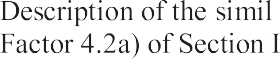 Description of the simil
Factor 4.2a) of Section I